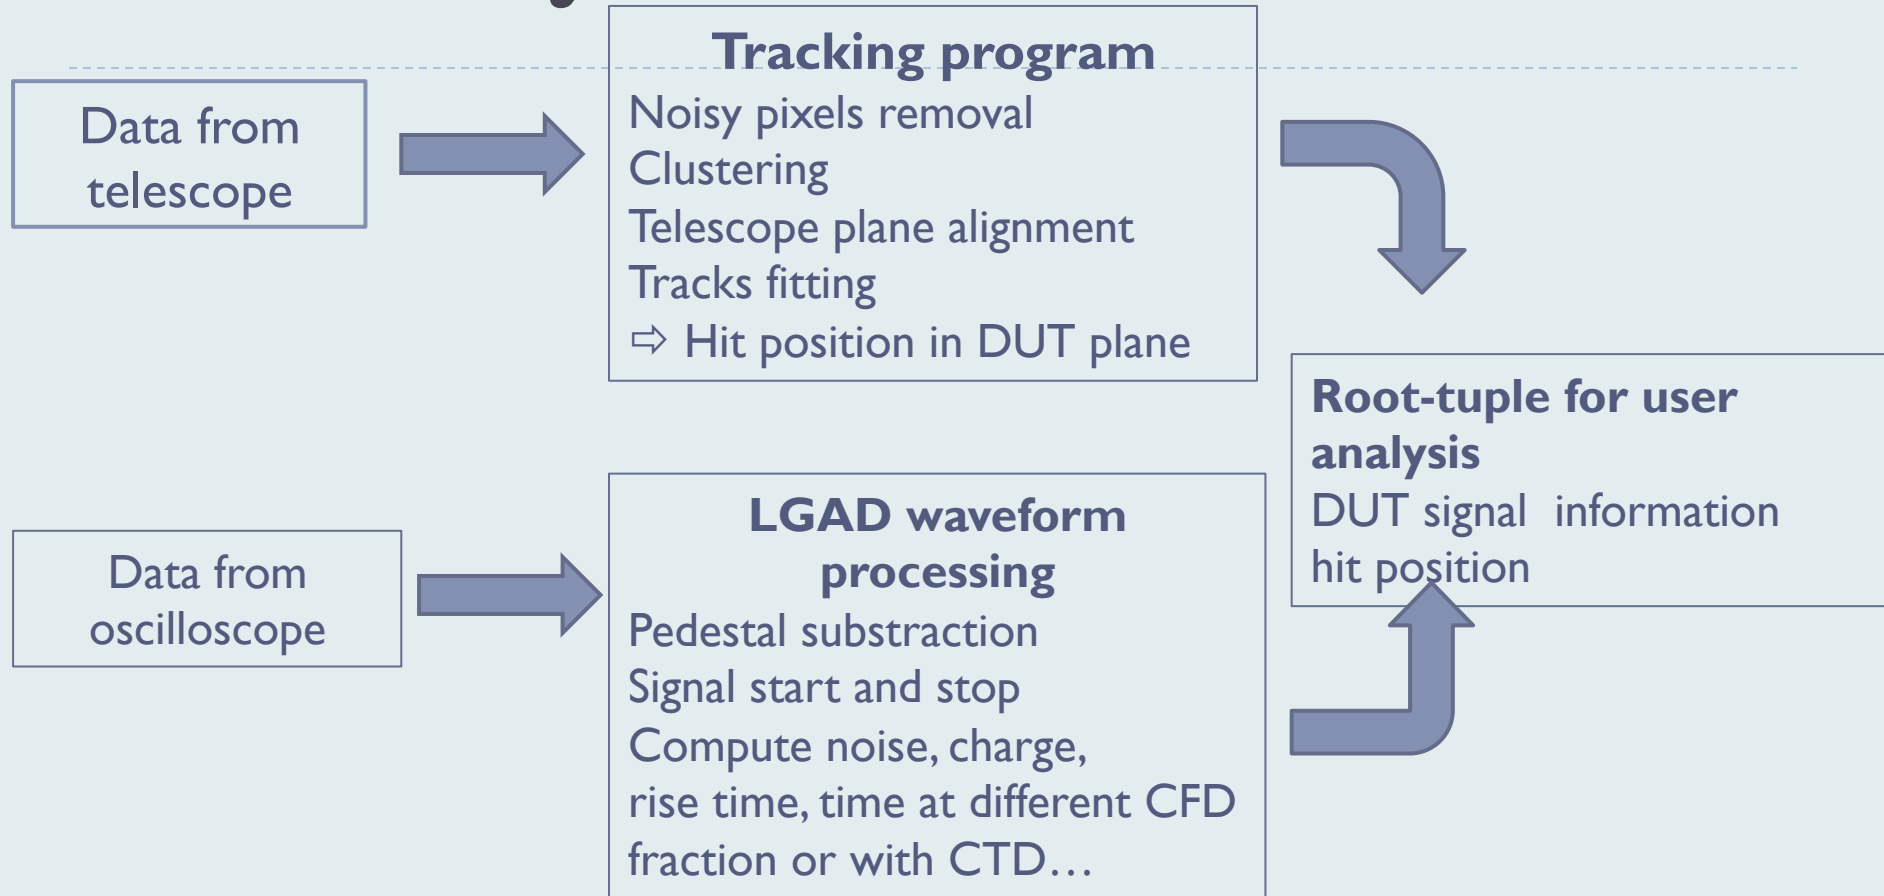 Data from
telescope
Tracking program
Noisy pixels removal
Clustering
Telescope plane alignment
Tracks fitting
⇨ Hit position in DUT plane
Data from
oscilloscope
LGAD waveform
processing
Pedestal substraction
Signal start and stop
Compute noise, charge,
rise time, time at different CFD
fraction or with CTD…
Root-tuple for user
analysis
DUT signal information
hit position